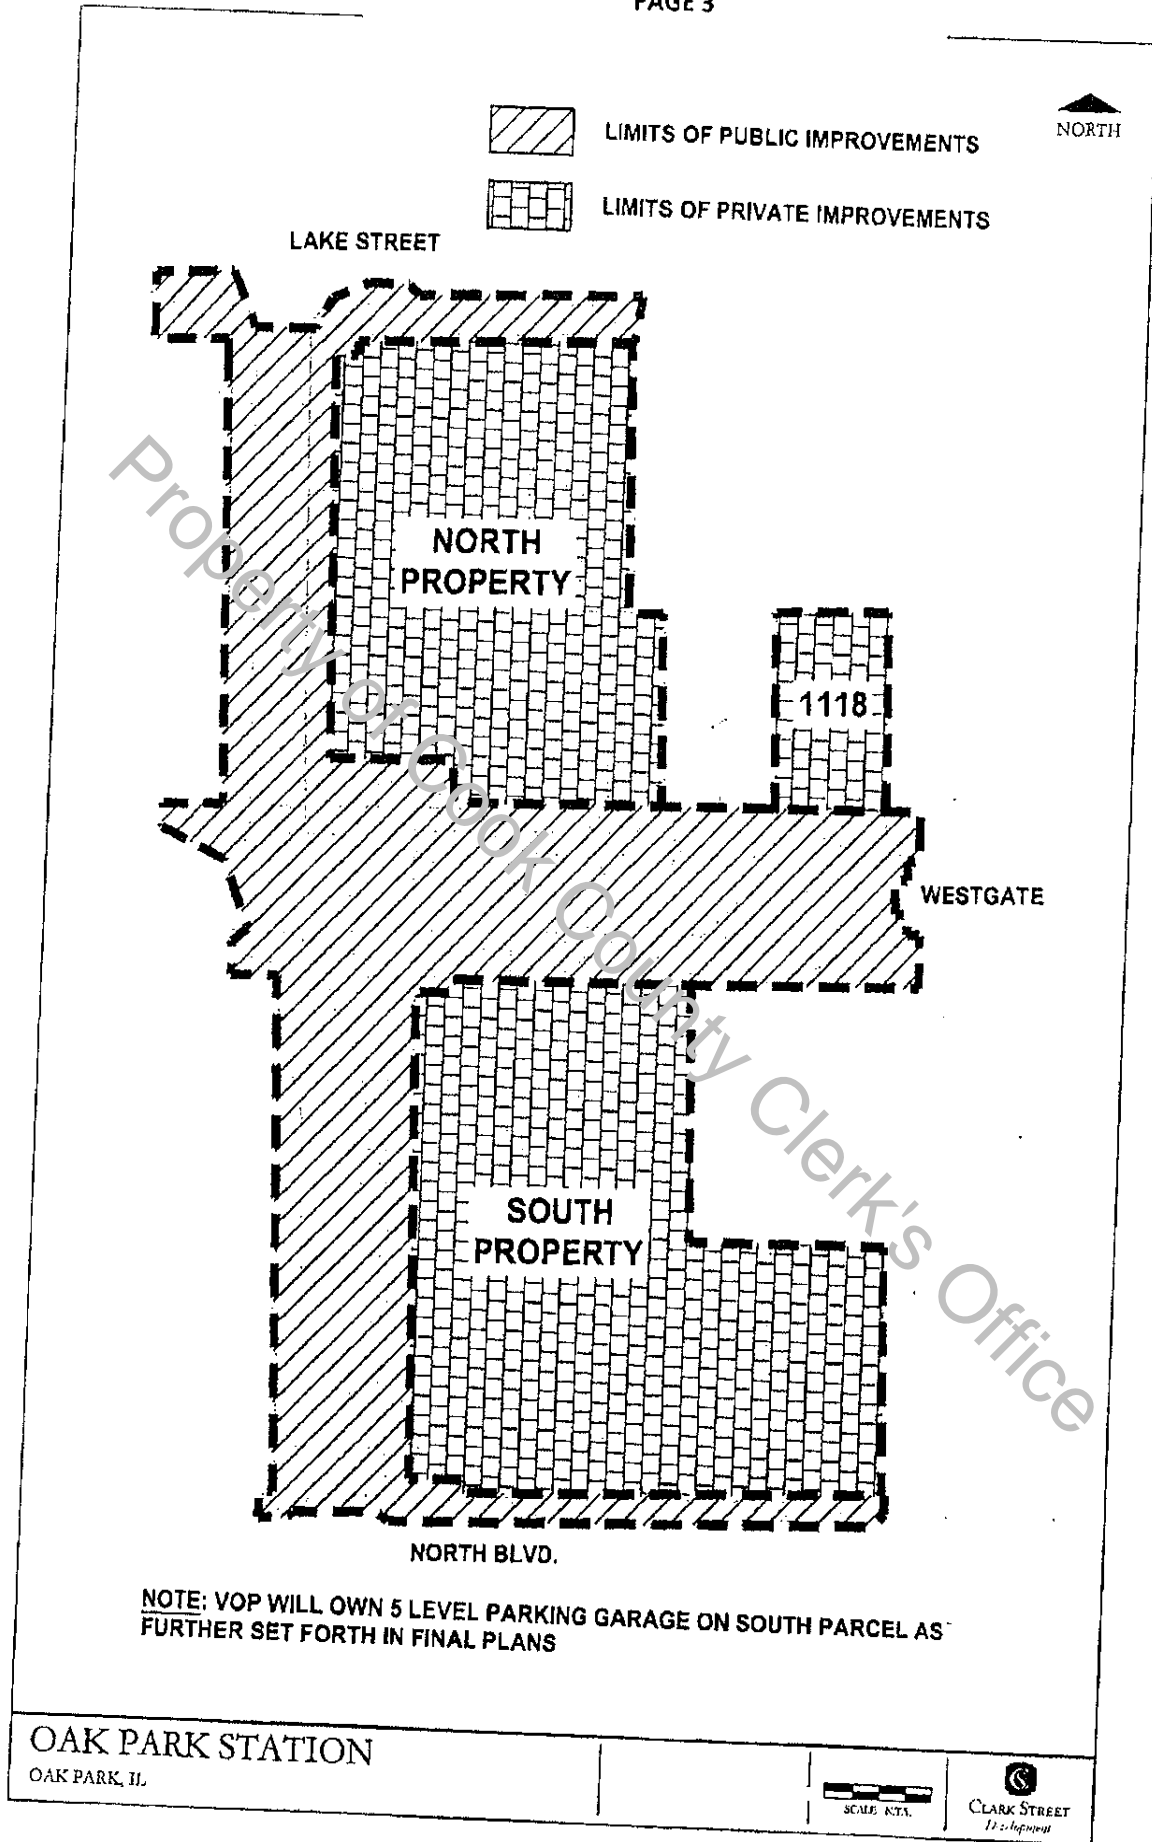 PAGE 3
NORTH
LIMITS OF PUBLIC IMPROVEMENTS
LIMITS OF PRIVATE IMPROVEMENTS
LAKE STREET
NORTH
PROPERTY
1118
WESTGATE
SOUTH
PROPERTY
NORTH BLVD.
NOTE: VOP WILL OWN 5 LEVEL PARKING GARAGE ON SOUTH PARCEL AS
FURTHER SET FORTH IN FINAL PLANS
OAK PARK STATION
OAK PARK, IL
SCALE N.T.S.
CLARK STREET
Development
Property of Cook County Clerk's Office